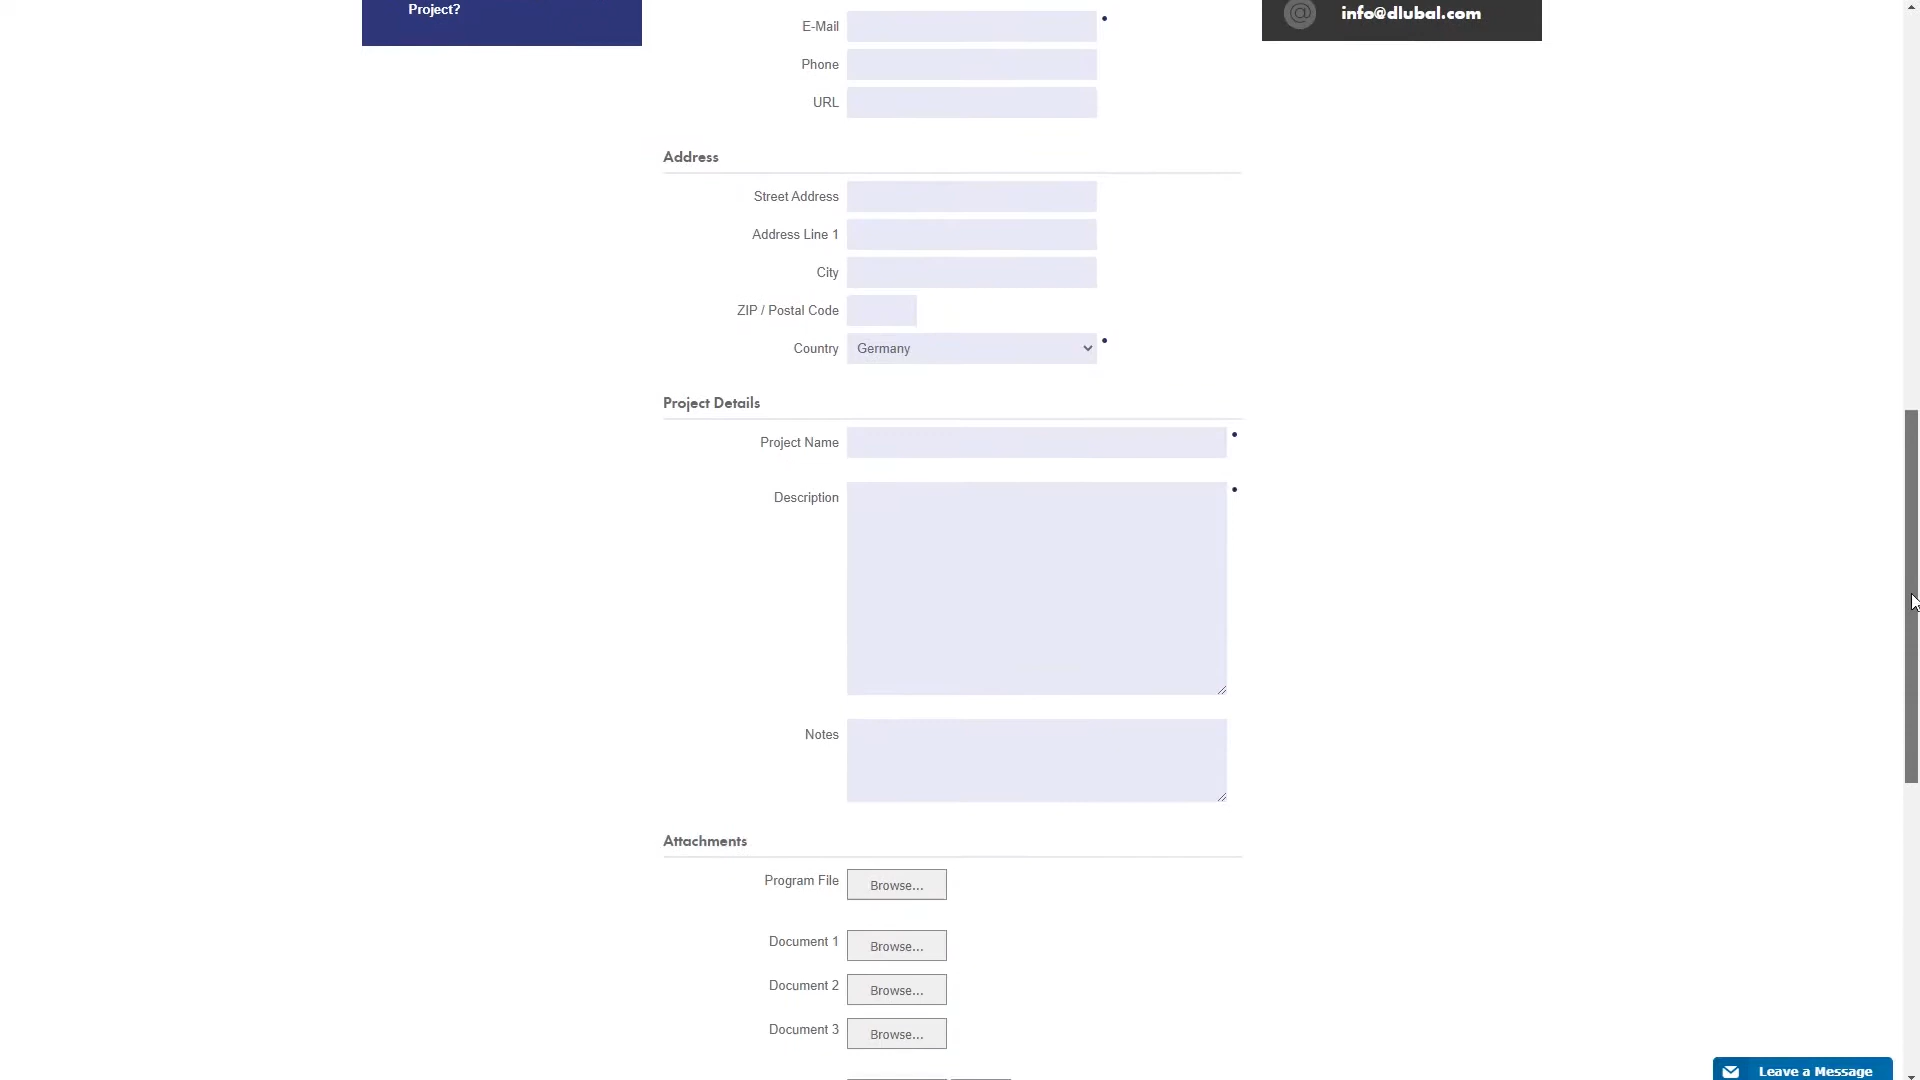 Project?
info@dlubal.com
E-Mail
Phone
URL
Address
Street Address
Address Line 1
City
ZIP / Postal Code
Country Germany
Project Details
Project Name
Description
Notes
Attachments
Program File Browse...
Document 1 Browse...
Document 2 Browse...
Document 3 Browse...
Leave a Message